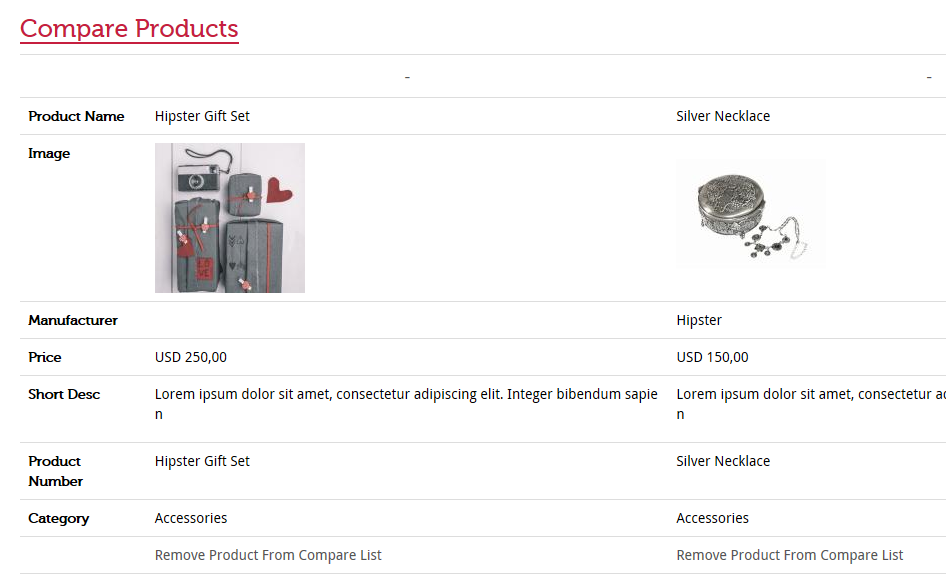 Compare Products
- -
Product Name Hipster Gift Set Silver Necklace
Image
LO
VE
Manufacturer Hipster
Price USD 250,00 USD 150,00
Short Desc Lorem ipsum dolor sit amet, consectetur adipiscing elit. Integer bibendum sapie Lorem ipsum dolor sit amet, consectetur
n n
Product Hipster Gift Set Silver Necklace
Number
Category Accessories Accessories
Remove Product From Compare List Remove Product From Compare List